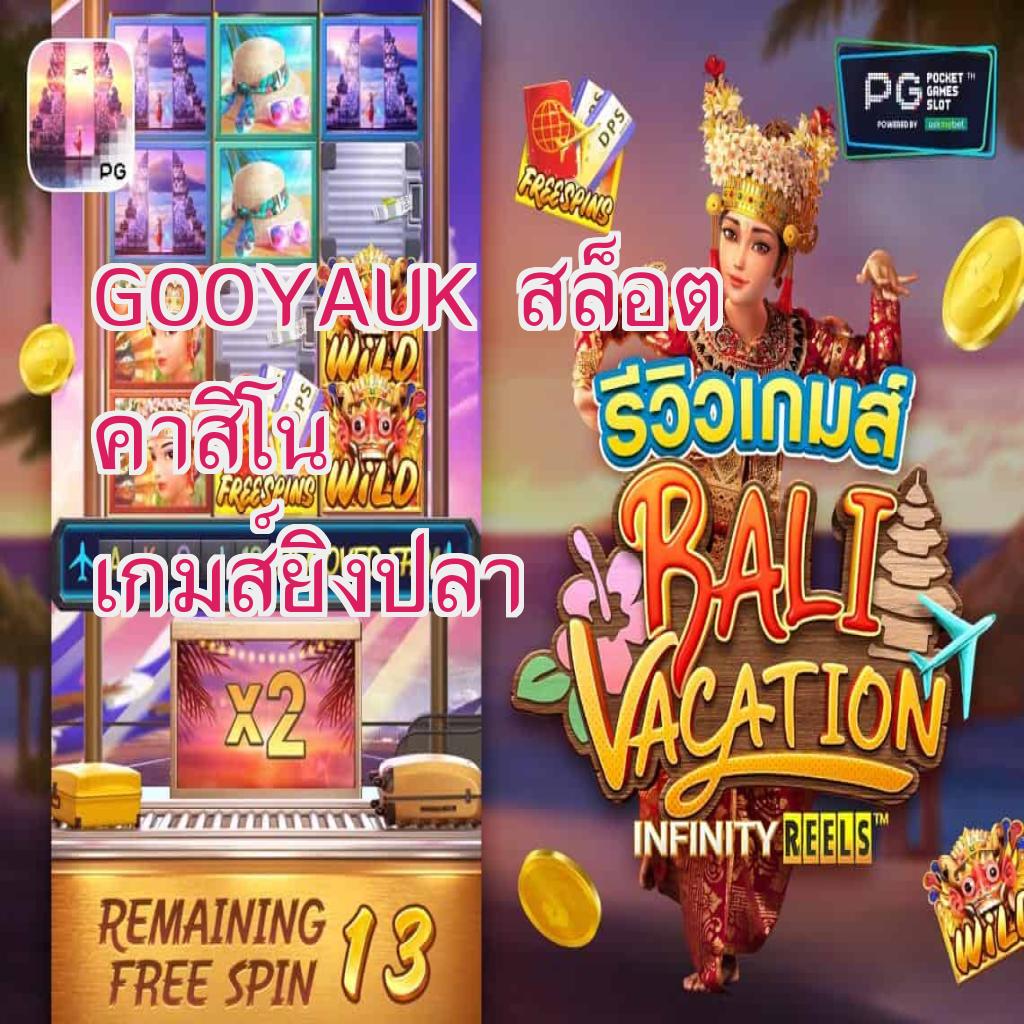 PG
FREESPINS
DPS
PG POCKET GAMES SLOT ™
POWERED BY askmebet
GOOYAUK สล็อต
คาสิโน
เกมส์ยิงปลา
WILD
FREESPINS
WILD
รีวิวเกมส์
BALI
VACATION
INFINITY REELS™
x2
REMAINING
FREE SPIN 13
WILD